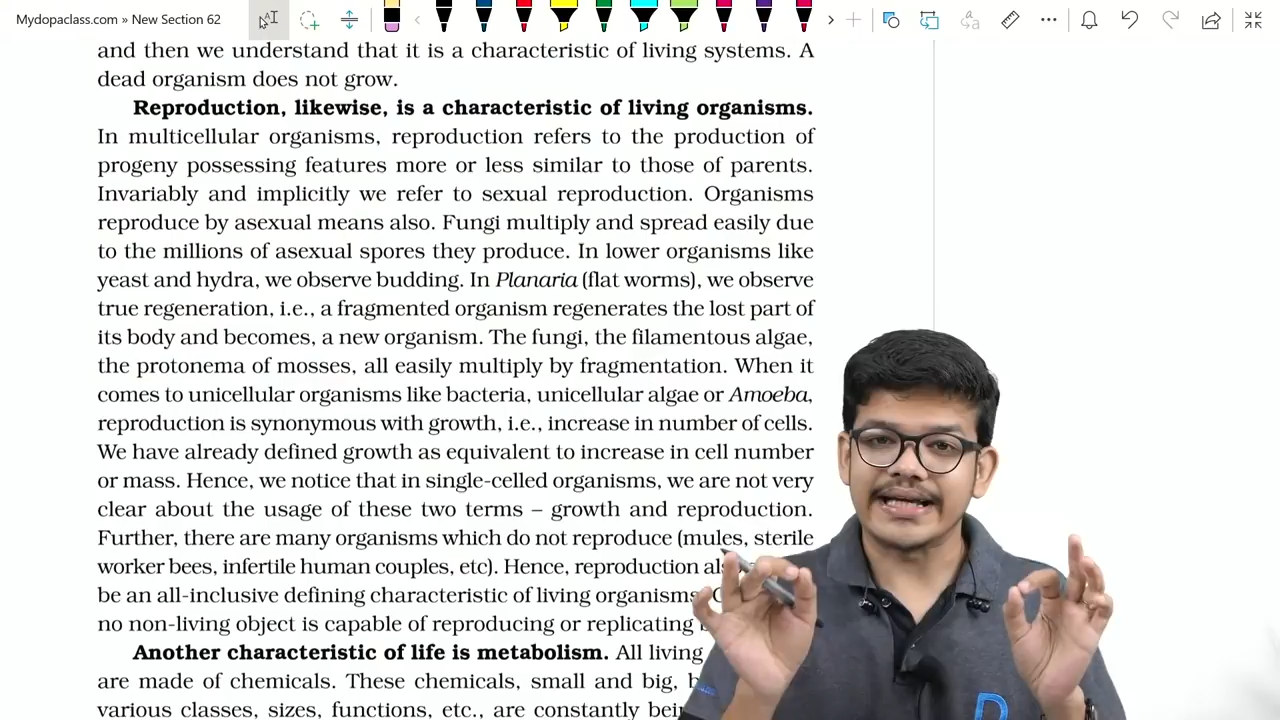 Mydopaclass.com » New Section 62
and then we understand that it is a characteristic of living systems. A
dead organism does not grow.
Reproduction, likewise, is a characteristic of living organisms.
In multicellular organisms, reproduction refers to the production of
progeny possessing features more or less similar to those of parents.
Invariably and implicitly we refer to sexual reproduction. Organisms
reproduce by asexual means also. Fungi multiply and spread easily due
to the millions of asexual spores they produce. In lower organisms like
yeast and hydra, we observe budding. In Planaria (flat worms), we observe
true regeneration, i.e., a fragmented organism regenerates the lost part of
its body and becomes, a new organism. The fungi, the filamentous algae,
the protonema of mosses, all easily multiply by fragmentation. When it
comes to unicellular organisms like bacteria, unicellular algae or Amoeba,
reproduction is synonymous with growth, i.e., increase in number of cells.
We have already defined growth as equivalent to increase in cell number
or mass. Hence, we notice that in single-celled organisms, we are not very
clear about the usage of these two terms – growth and reproduction.
Further, there are many organisms which do not reproduce (mules, sterile
worker bees, infertile human couples, etc). Hence, reproduction
be an all-inclusive defining characteristic of living organisms
no non-living object is capable of reproducing or replicating
Another characteristic of life is metabolism. All living
are made of chemicals. These chemicals, small and big,
various classes, sizes, functions, etc., are constantly
D